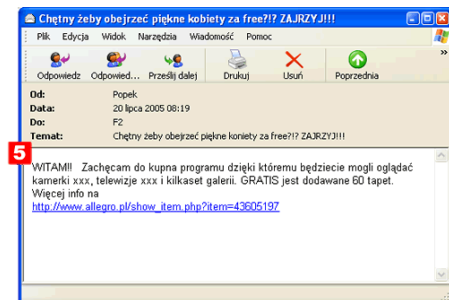 Chętny żeby obejrzeć piękne kobiety za free?!? ZAJRZYJ!!!
Plik Edycja Widok Narzędzia Wiadomość Pomoc
Odpowiedz Odpowied... Prześlij dalej Drukuj Usuń Poprzednia »
Od: Popek
Data: 20 lipca 2005 08:19
Do: F2
Temat: Chętny żeby obejrzeć piękne koniety za free?!? ZAJRZYJ!!!
5
WITAM!! Zachęcam do kupna programu dzięki któremu będziecie mogli oglądać
kamerki xxx, telewizje xxx i kilkaset galerii. GRATIS jest dodawane 60 tapet.
Więcej info na
http://www.allegro.pl/show_item.php?item=43605197